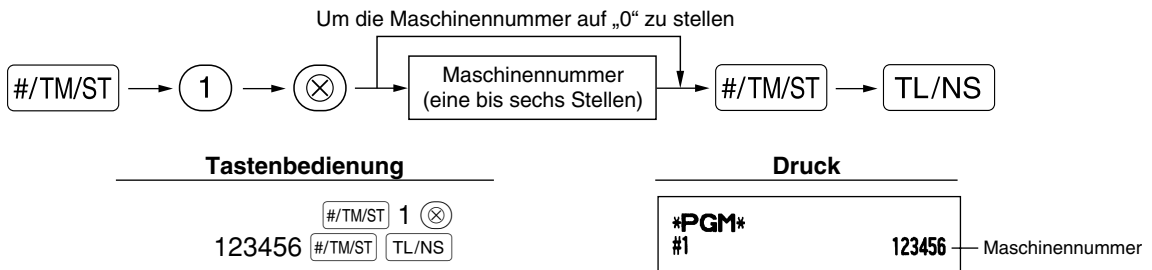 Um die Maschinennummer auf „0“ zu stellen
#/TM/ST 1 ⊗ Maschinennummer #/TM/ST TL/NS
(eine bis sechs Stellen)
Tastenbedienung Druck
#/TM/ST 1 ⊗
123456 #/TM/ST TL/NS
*PGM*
#1 123456 Maschinennummer